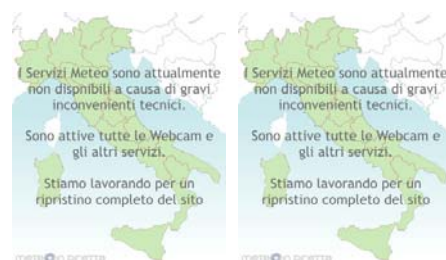 I Servizi Meteo sono attualmente
non dispnibili a causa di gravi
inconvenienti tecnici.
Sono attive tutte le Webcam e
gli altri servizi.
Stiamo lavorando per un
ripristino completo del sito
I Servizi Meteo sono attualmente
non dispnibili a causa di gravi
inconvenienti tecnici.
Sono attive tutte le Webcam e
gli altri servizi.
Stiamo lavorando per un
ripristino completo del sito